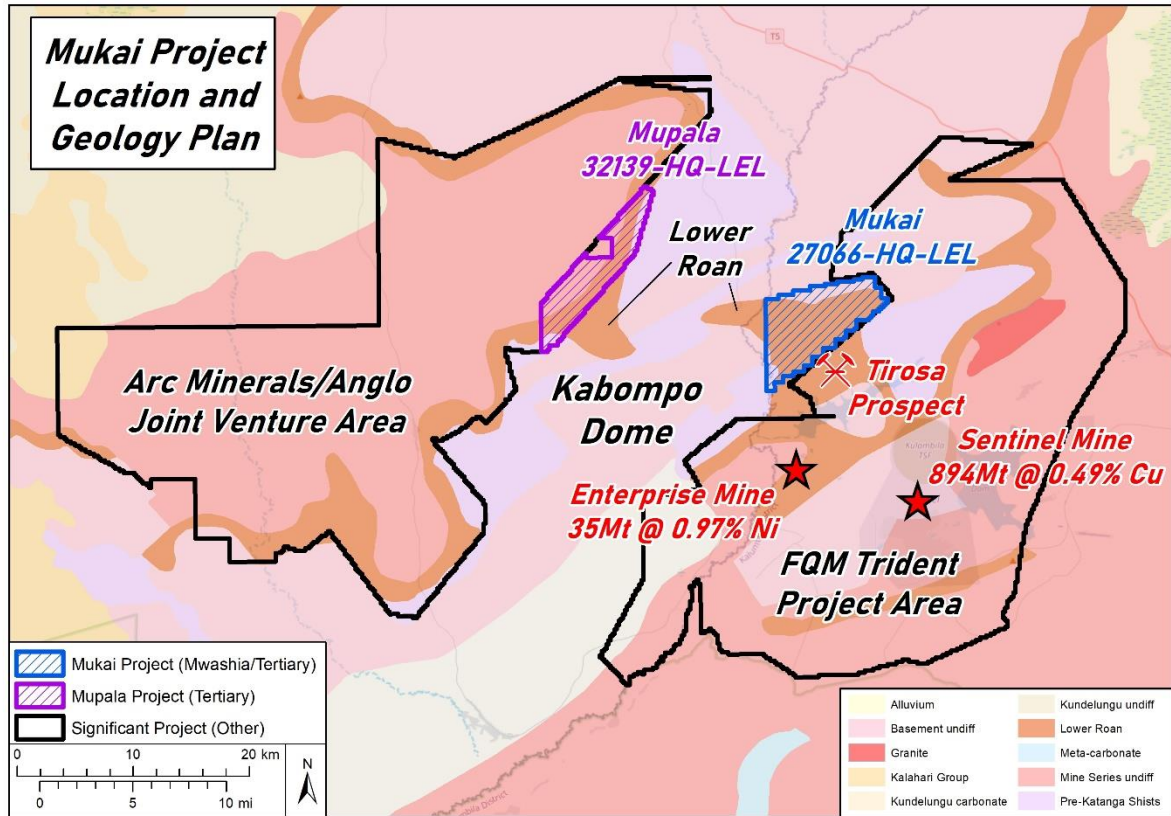 Mukai Project
Location and
Geology Plan
T5
Mupala
32139-HQ-LEL
Mukai
27066-HQ-LEL
Lower
Roan
Arc Minerals/Anglo
Joint Venture Area
Kabompo
Dome
Tirosa
Prospect
Kalumbila
TSF
Sentinel Mine
894Mt @ 0.49% Cu
Enterprise Mine
35Mt @ 0.97% Ni
FQM Trident
Project Area
Mukai Project (Mwashia/Tertiary)
Mupala Project (Tertiary)
Significant Project (Other)
0 10 20 km
0 5 10 mi
N
Alluvium
Basement undiff
Granite
Kalahari Group
Kundelungu carbonate
Kundelungu undiff
Lower Roan
Meta-carbonate
Mine Series undiff
Pre-Katanga Shists